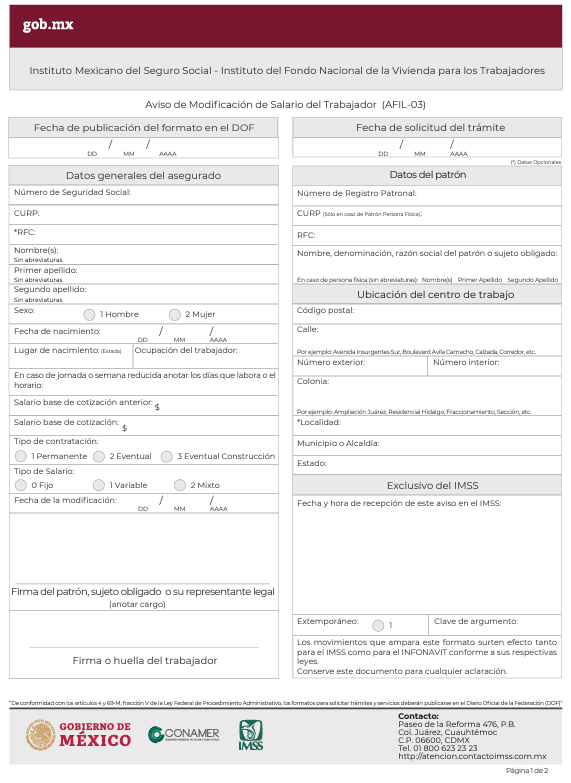 gob.mx
Instituto Mexicano del Seguro Social - Instituto del Fondo Nacional de la Vivienda para los Trabajadores
Aviso de Modificación de Salario del Trabajador (AFIL-03)
Fecha de publicación del formato en el DOF
/ /
DD MM AAAA
Fecha de solicitud del trámite
/ /
DD MM AAAA
(*) Datos Opcionales
Datos generales del asegurado
Número de Seguridad Social:
CURP:
*RFC:
Nombre(s):
Sin abreviaturas
Primer apellido:
Sin abreviaturas
Segundo apellido:
Sin abreviaturas
Sexo: 1 Hombre 2 Mujer
Fecha de nacimiento: / /
DD MM AAAA
Lugar de nacimiento: (Estado) Ocupación del trabajador:
En caso de jornada o semana reducida anotar los días que labora o el
horario:
Salario base de cotización anterior: $
Salario base de cotización: $
Tipo de contratación:
1 Permanente 2 Eventual 3 Eventual Construcción
Tipo de Salario:
0 Fijo 1 Variable 2 Mixto
Fecha de la modificación: / /
DD MM AAAA
Firma del patrón, sujeto obligado o su representante legal
(anotar cargo)
Firma o huella del trabajador
Datos del patrón
Número de Registro Patronal:
CURP (Sólo en caso de Patrón Persona Física):
RFC:
Nombre, denominación, razón social del patrón o sujeto obligado:
En caso de persona física (sin abreviaturas): Nombre(s) Primer Apellido Segundo Apellido
Ubicación del centro de trabajo
Código postal:
Calle:
Por ejemplo: Avenida Insurgentes Sur, Boulevard Avila Camacho, Calzada, Corredor, etc.
Número exterior: Número interior:
Colonia:
Por ejemplo: Ampliación Juárez, Residencial Hidalgo, Fraccionamiento, Sección, etc.
*Localidad:
Municipio o Alcaldía:
Estado:
Exclusivo del IMSS
Fecha y hora de recepción de este aviso en el IMSS:
Extemporáneo: 1 Clave de argumento:
Los movimientos que ampara este formato surten efecto tanto
para el IMSS como para el INFONAVIT conforme a sus respectivas
leyes.
Conserve este documento para cualquier aclaración.
"De conformidad con los artículos 4 y 69-M, fracción V de la Ley Federal de Procedimiento Administrativo, los formatos para solicitar trámites y servicios deberán publicarse en el Diario Oficial de la Federación (DOF)"
GOBIERNO DE
MÉXICO
CONAMER
IMSS
Contacto:
Paseo de la Reforma 476, P.B.
Col. Juárez, Cuauhtémoc
C.P. 06600, CDMX
Tel. 01 800 623 23 23
http://atencion.contactoimss.com.mx
Página 1 de 2